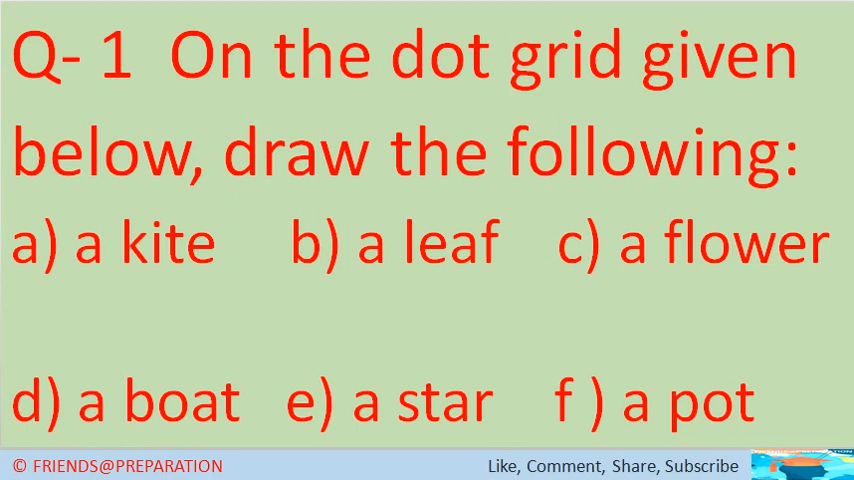 Q- 1 On the dot grid given
below, draw the following:
a) a kite b) a leaf c) a flower
d) a boat e) a star f ) a pot
© FRIENDS@PREPARATION Like, Comment, Share, Subscribe